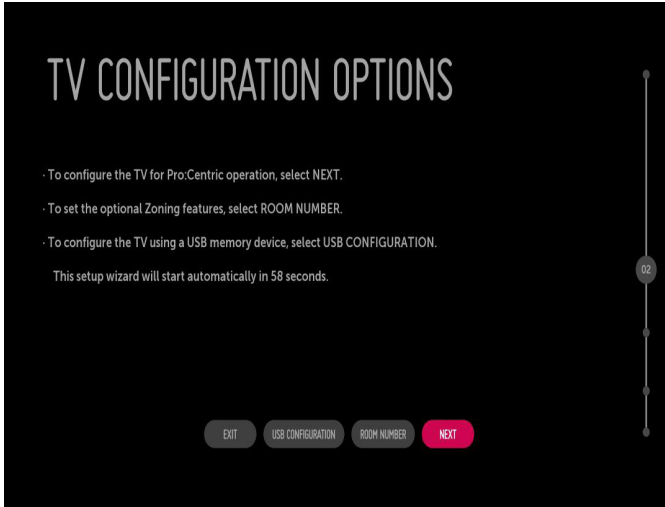 TV CONFIGURATION OPTIONS
· To configure the TV for Pro:Centric operation, select NEXT.
· To set the optional Zoning features, select ROOM NUMBER.
· To configure the TV using a USB memory device, select USB CONFIGURATION.
This setup wizard will start automatically in 58 seconds.
02
EXIT USB CONFIGURATION ROOM NUMBER NEXT